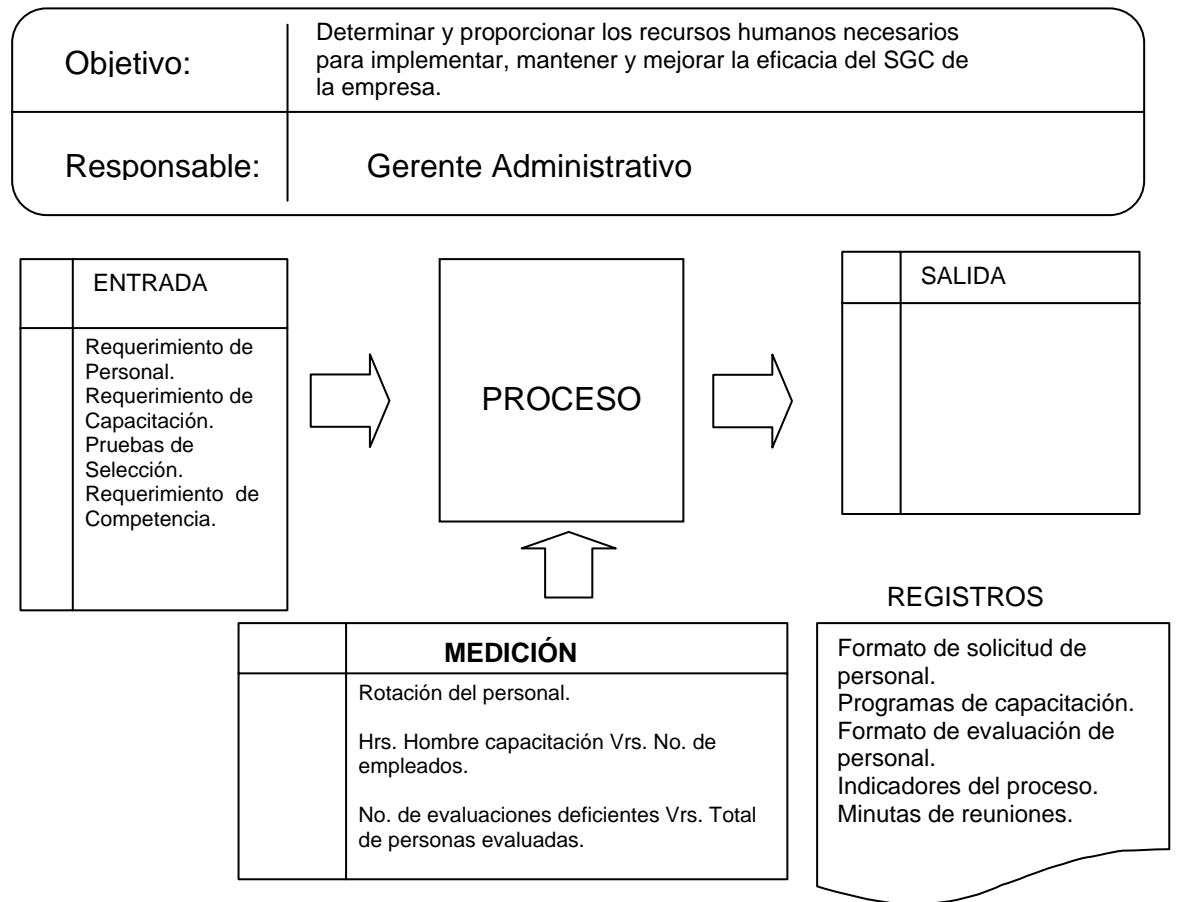 Objetivo:
Determinar y proporcionar los recursos humanos necesarios
para implementar, mantener y mejorar la eficacia del SGC de
la empresa.
Responsable:
Gerente Administrativo
ENTRADA
Requerimiento de
Personal.
Requerimiento de
Capacitación.
Pruebas de
Selección.
Requerimiento de
Competencia.
PROCESO
SALIDA
MEDICIÓN
Rotación del personal.
Hrs. Hombre capacitación Vrs. No. de
empleados.
No. de evaluaciones deficientes Vrs. Total
de personas evaluadas.
REGISTROS
Formato de solicitud de
personal.
Programas de capacitación.
Formato de evaluación de
personal.
Indicadores del proceso.
Minutas de reuniones.